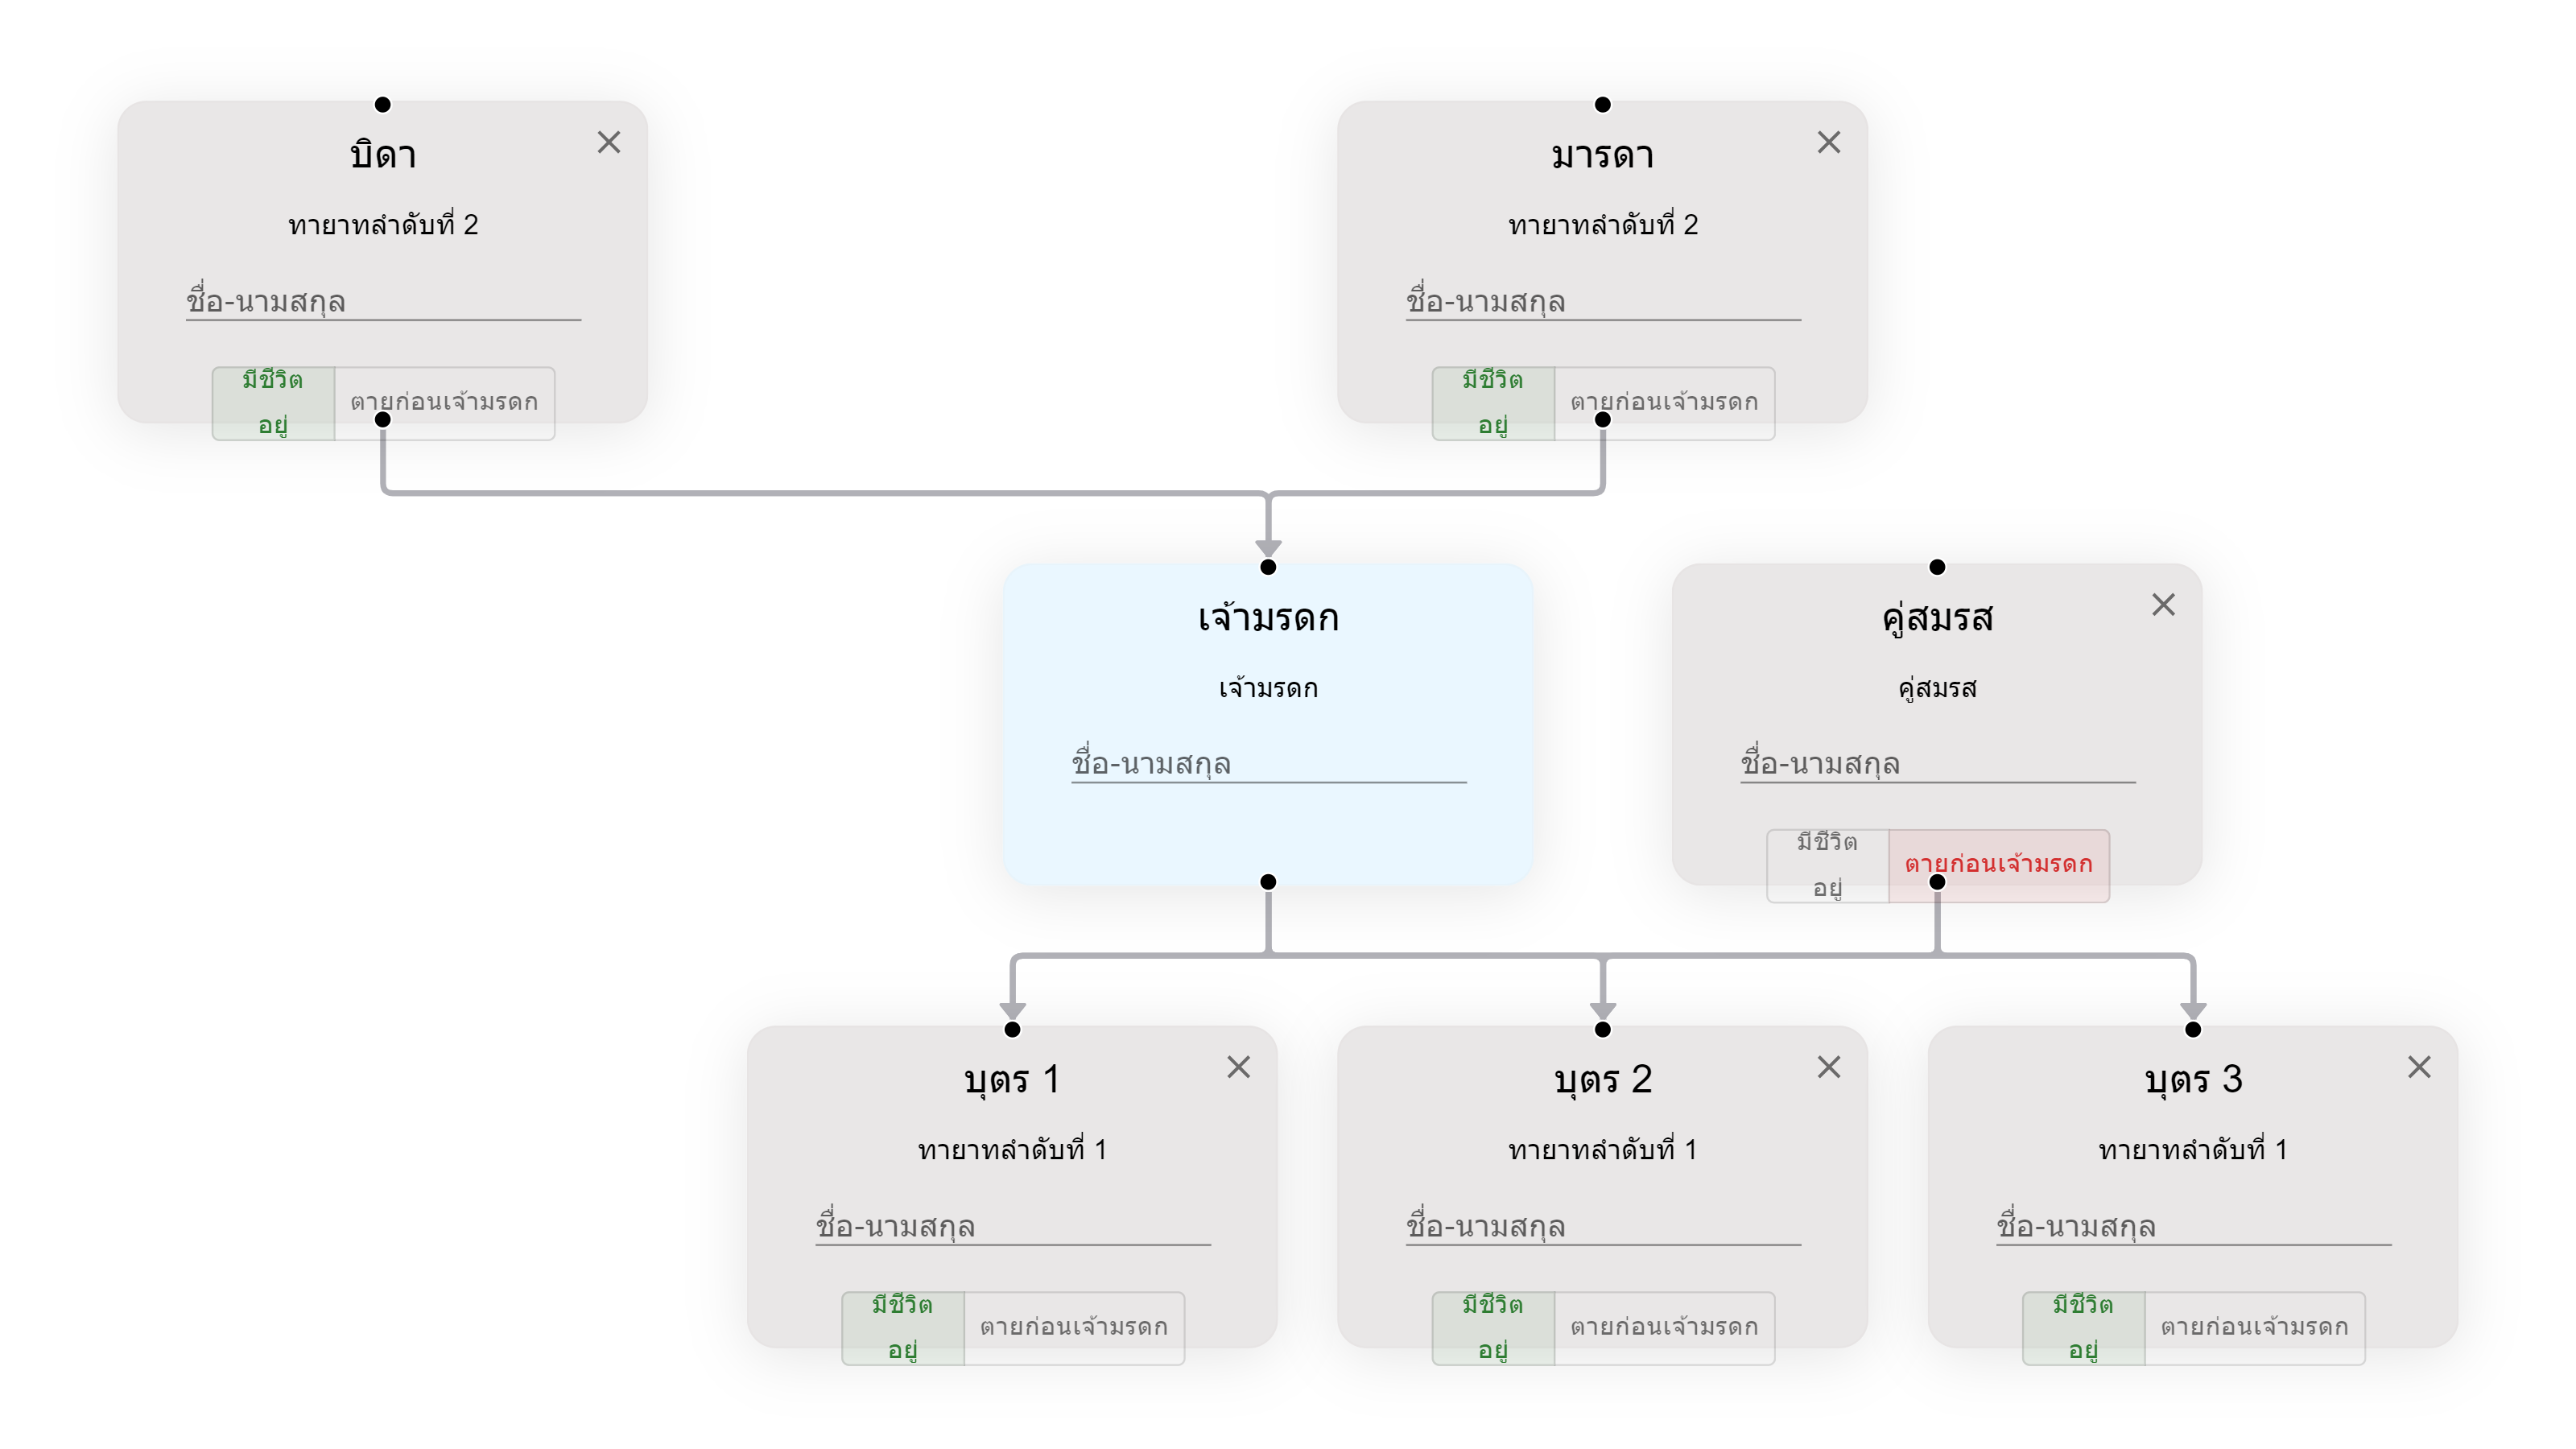 บิดา
ทายาทลำดับที่ 2
ชื่อ-นามสกุล
มีชีวิต
อยู่
ตายก่อนเจ้ามรดก
มารดา
ทายาทลำดับที่ 2
ชื่อ-นามสกุล
มีชีวิต
อยู่
ตายก่อนเจ้ามรดก
เจ้ามรดก
เจ้ามรดก
ชื่อ-นามสกุล
คู่สมรส
คู่สมรส
ชื่อ-นามสกุล
มีชีวิต
อยู่
ตายก่อนเจ้ามรดก
บุตร 1
ทายาทลำดับที่ 1
ชื่อ-นามสกุล
มีชีวิต
อยู่
ตายก่อนเจ้ามรดก
บุตร 2
ทายาทลำดับที่ 1
ชื่อ-นามสกุล
มีชีวิต
อยู่
ตายก่อนเจ้ามรดก
บุตร 3
ทายาทลำดับที่ 1
ชื่อ-นามสกุล
มีชีวิต
อยู่
ตายก่อนเจ้ามรดก